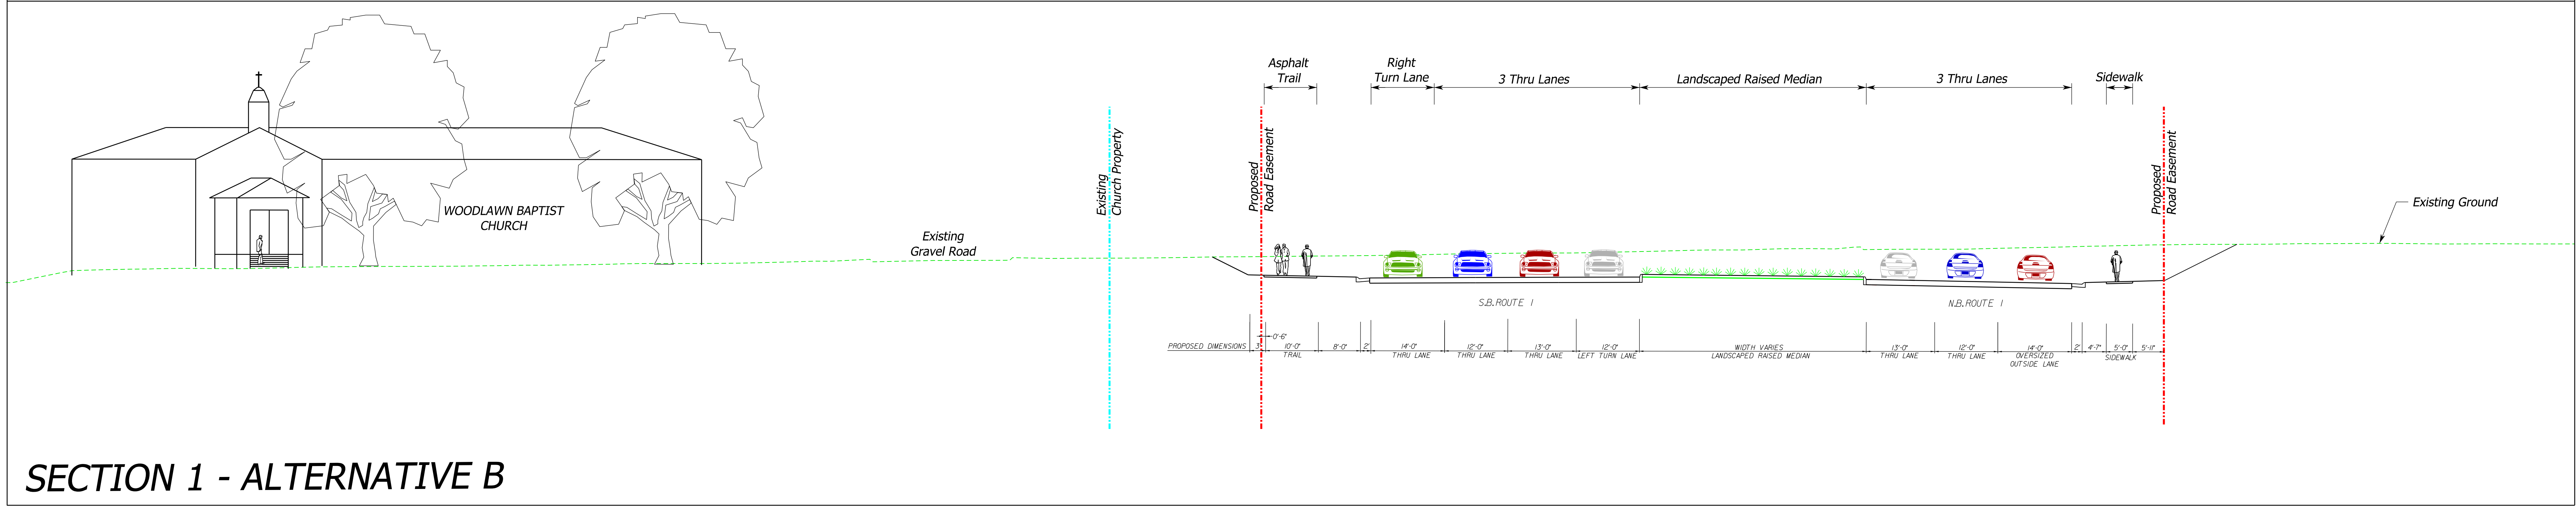 Asphalt
Trail
Right
Turn Lane
3 Thru Lanes
Landscaped Raised Median
3 Thru Lanes
Sidewalk
Existing
Church Property
Proposed
Road Easement
Proposed
Road Easement
WOODLAWN BAPTIST
CHURCH
Existing
Gravel Road
Existing Ground
S.B. ROUTE 1
N.B. ROUTE 1
PROPOSED DIMENSIONS
3'
0'-6"
10'-0"
TRAIL
8'-0"
2'
14'-0"
THRU LANE
12'-0"
THRU LANE
13'-0"
THRU LANE
12'-0"
LEFT TURN LANE
WIDTH VARIES
LANDSCAPED RAISED MEDIAN
13'-0"
THRU LANE
12'-0"
THRU LANE
14'-0"
OVERSIZED
OUTSIDE LANE
2'
4'-7"
5'-0"
SIDEWALK
5'-11"
SECTION 1 - ALTERNATIVE B